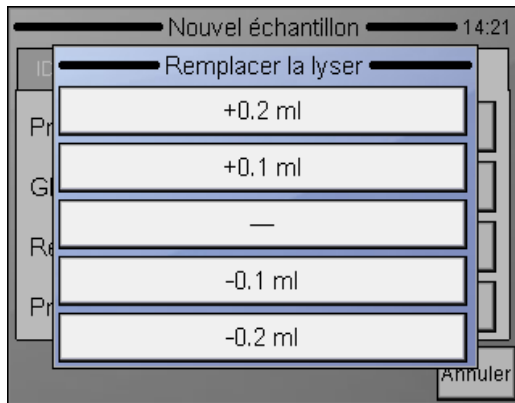 Nouvel échantillon 14:21
Remplacer la lyser
+0.2 ml
+0.1 ml
—
-0.1 ml
-0.2 ml
Annuler